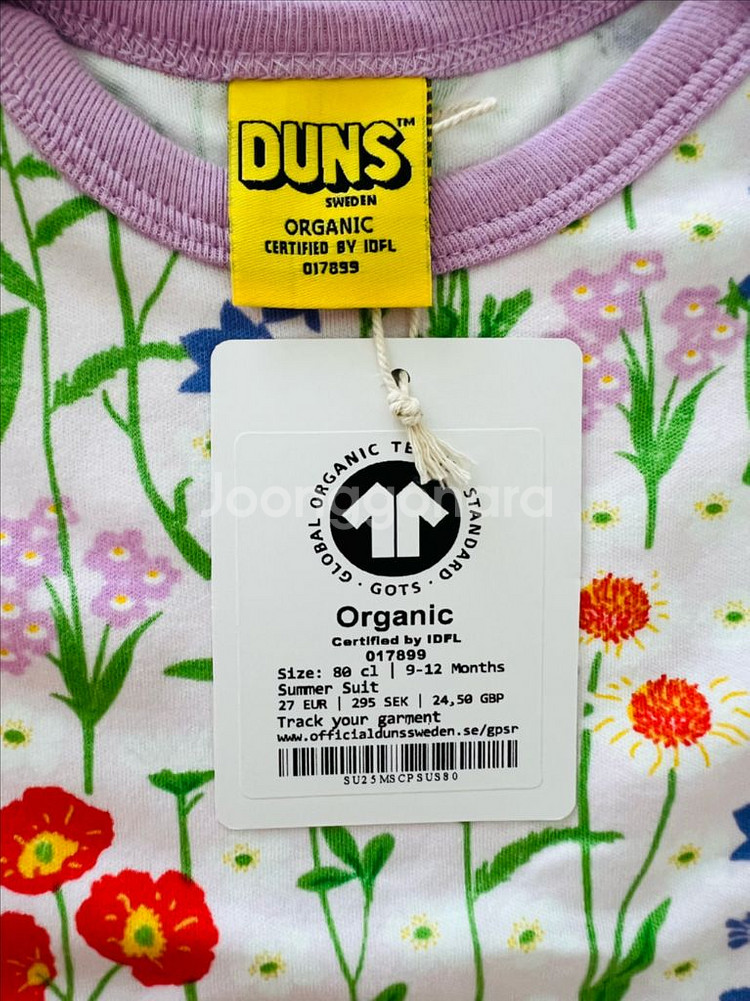 DUNS™
SWEDEN
ORGANIC
CERTIFIED BY IDFL
017899
GLOBAL ORGANIC TE STANDARD · GOTS ·
Joonggonara
Organic
Certified by IDFL
017899
Size: 80 cl | 9-12 Months
Summer Suit
27 EUR | 295 SEK | 24,50 GBP
Track your garment
www.officialdunssweden.se/gpsr
SU25MSCPSUS80